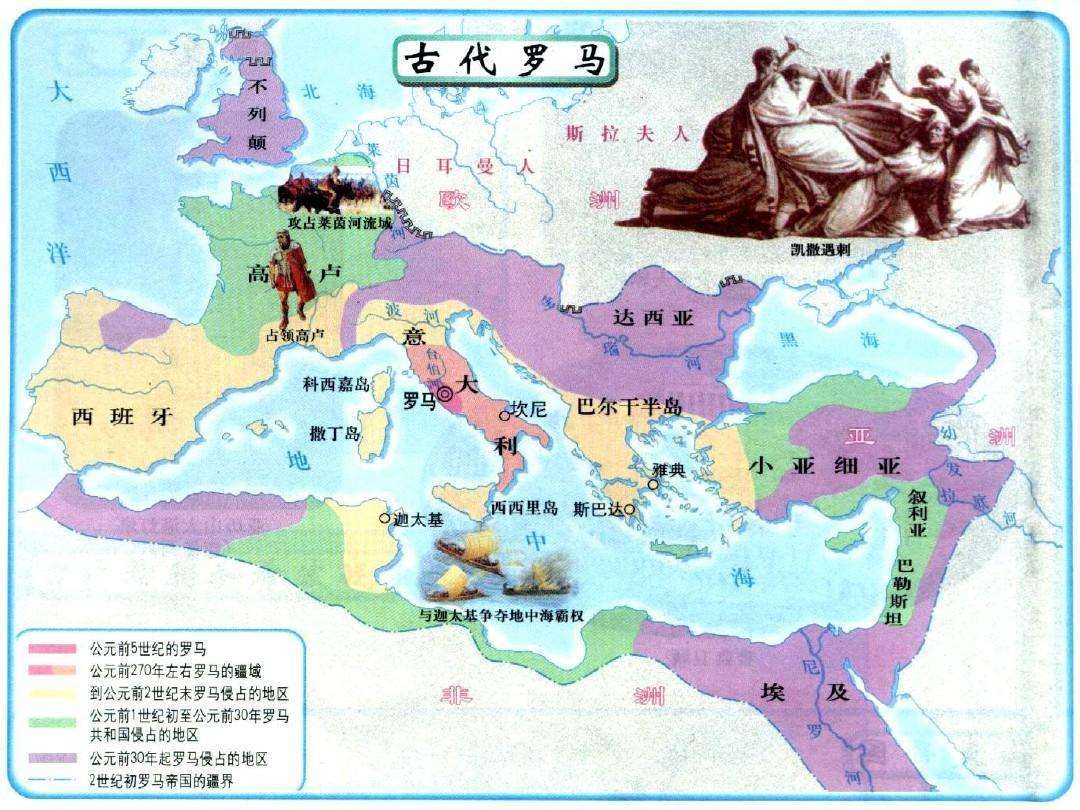 古代罗马
大西洋
不列颠
北海
莱茵河
日耳曼人
斯拉夫人
欧洲
攻占莱茵河流域
凯撒遇刺
高卢
占领高卢
波河
多瑙河
达西亚
黑海
意大利
台伯河
罗马
坎尼
科西嘉岛
撒丁岛
西班牙
巴尔干半岛
地中海
亚洲
小亚细亚
幼发拉底河
雅典
斯巴达
西西里岛
迦太基
叙利亚
巴勒斯坦
与迦太基争夺地中海霸权
非洲
埃及
尼罗河
公元前5世纪的罗马
公元前270年左右罗马的疆域
到公元前2世纪末罗马侵占的地区
公元前1世纪初至公元前30年罗马
共和国侵占的地区
公元前30年起罗马侵占的地区
2世纪初罗马帝国的疆界